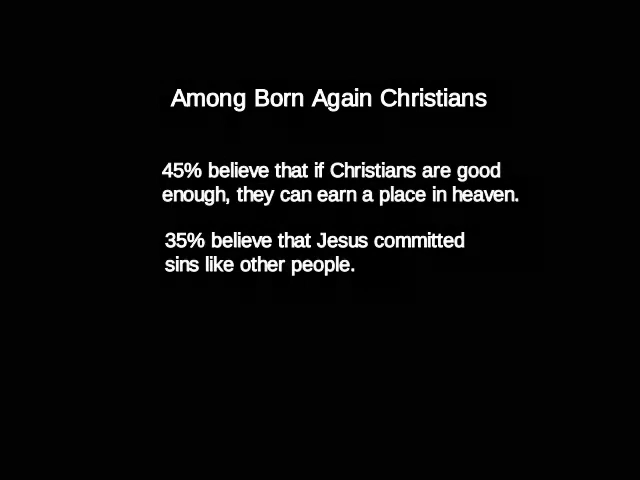 Among Born Again Christians
45% believe that if Christians are good
enough, they can earn a place in heaven.
35% believe that Jesus committed
sins like other people.